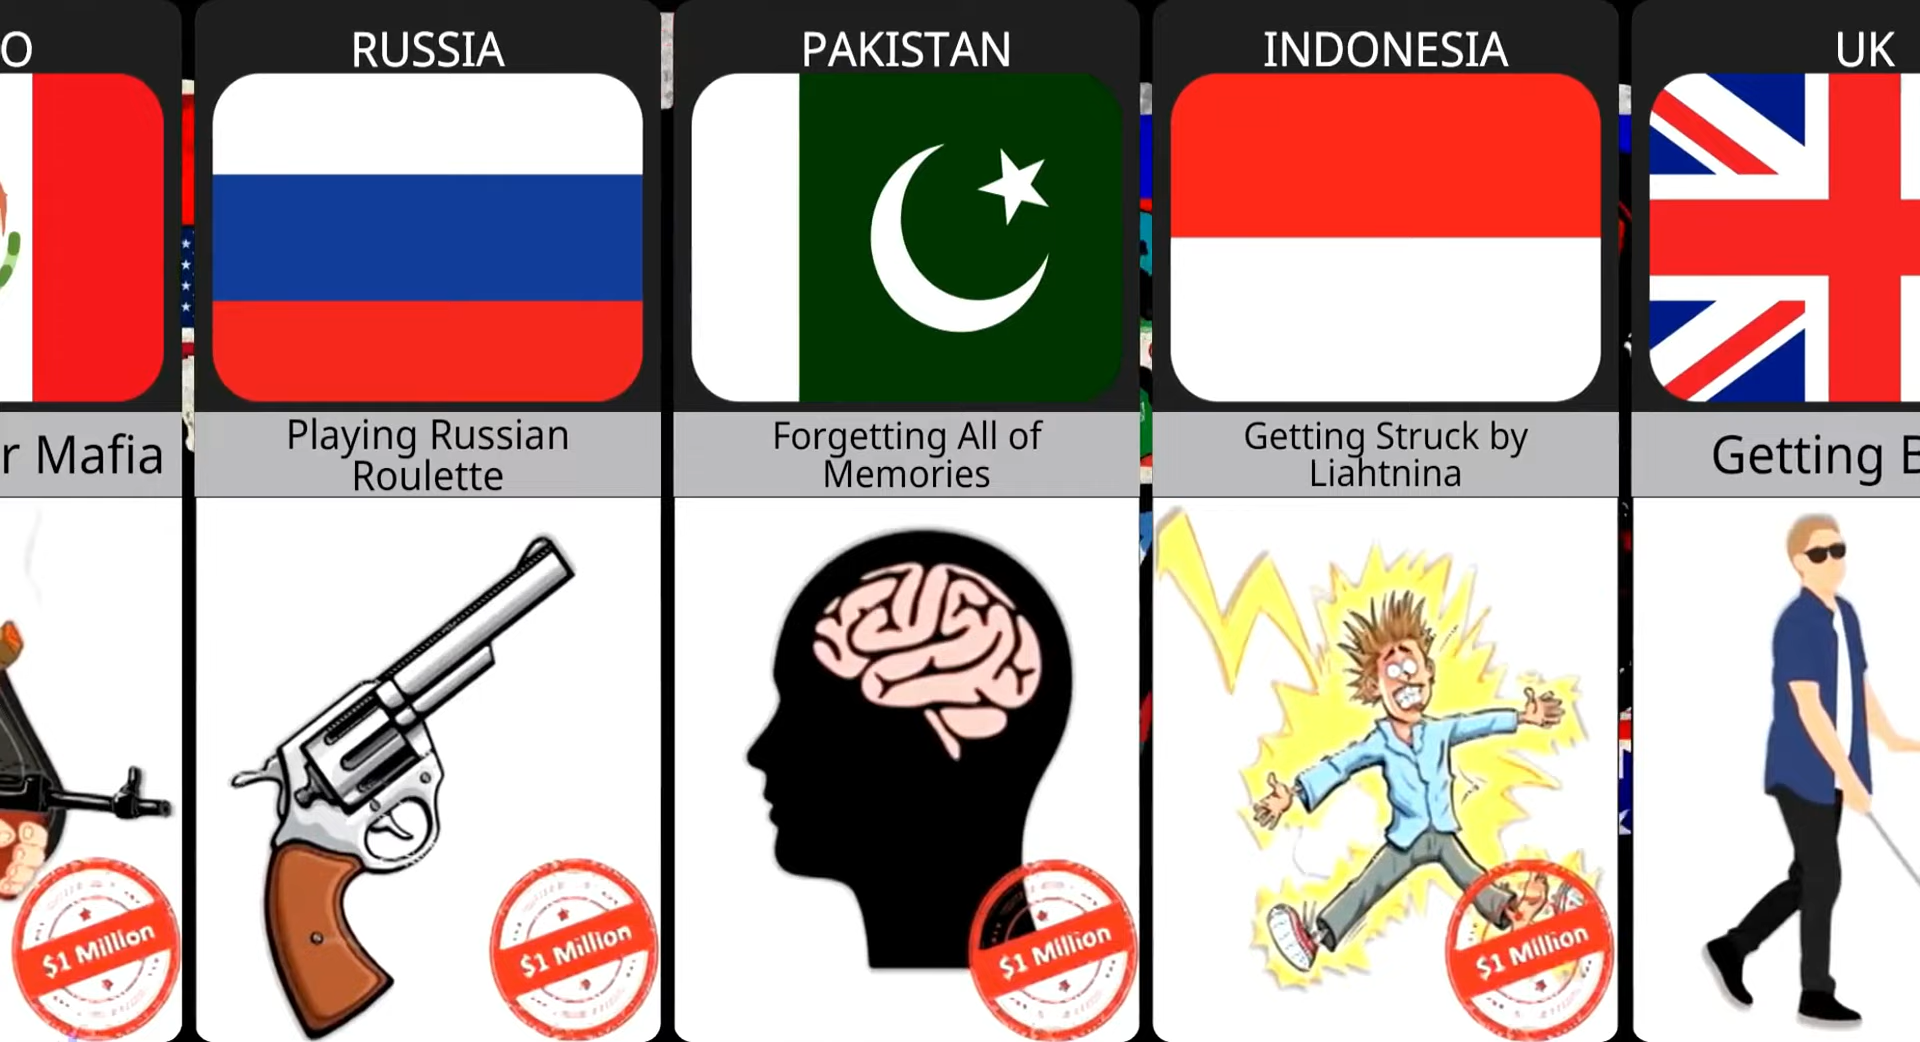 O
r Mafia
$1 Million
RUSSIA
Playing Russian
Roulette
$1 Million
PAKISTAN
Forgetting All of
Memories
$1 Million
INDONESIA
Getting Struck by
Liahtnina
$1 Million
UK
Getting B